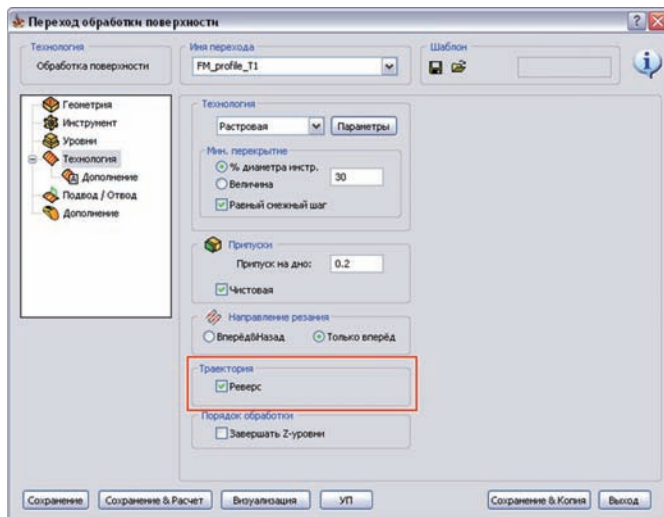 Переход обработки поверхности
Технология
Обработка поверхности
Имя перехода
FM_profile_T1
Шаблон
Геометрия
Инструмент
Уровни
Технология
Дополнение
Подвод / Отвод
Дополнение
Технология
Растровая
Параметры
Мин. перекрытие
% диаметра инстр.
Величина
30
Равный смежный шаг
Припуски
Припуск на дно:
0.2
Чистовая
Направление резания
Вперёд&Назад
Только вперёд
Траектория
Реверс
Порядок обработки
Завершать Z-уровни
Сохранение
Сохранение & Расчет
Визуализация
УП
Сохранение & Копия
Выход